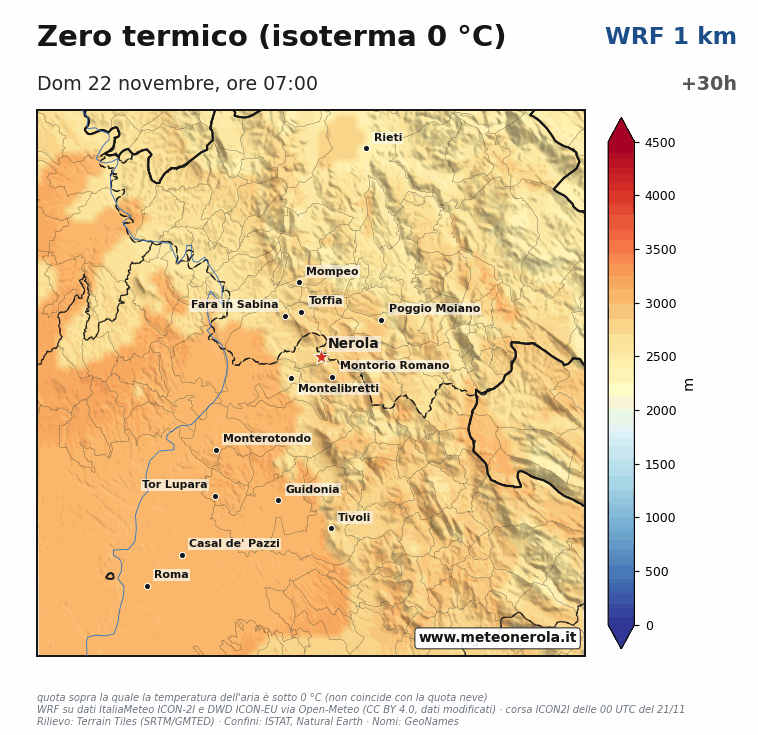 Zero termico (isoterma 0 °C)
WRF 1 km
Dom 22 novembre, ore 07:00
+30h
Rieti
Mompeo
Fara in Sabina
Toffia
Poggio Moiano
Nerola
Montorio Romano
Montelibretti
Monterotondo
Tor Lupara
Guidonia
Tivoli
Casal de' Pazzi
Roma
www.meteonerola.it
4500
4000
3500
3000
2500
2000
1500
1000
500
0
m
quota sopra la quale la temperatura dell'aria è sotto 0 °C (non coincide con la quota neve)
WRF su dati ItaliaMeteo ICON-2I e DWD ICON-EU via Open-Meteo (CC BY 4.0, dati modificati) · corsa ICON2I delle 00 UTC del 21/11
Rilievo: Terrain Tiles (SRTM/GMTED) · Confini: ISTAT, Natural Earth · Nomi: GeoNames